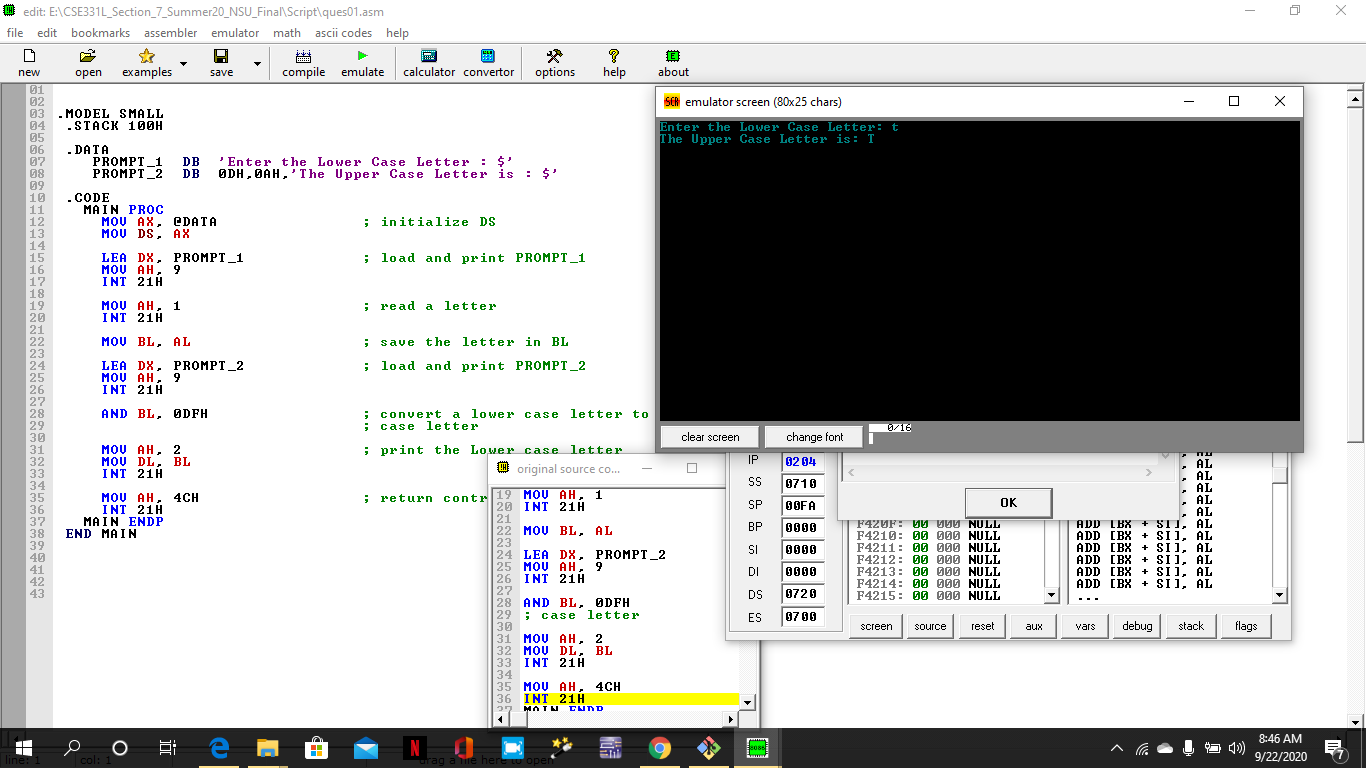 edit: E:\CSE331L_Section_7_Summer20_NSU_Final\Script\ques01.asm
file edit bookmarks assembler emulator math ascii codes help
new open examples save compile emulate calculator convertor options help about
01
02
03 .MODEL SMALL
04 .STACK 100H
05
06 .DATA
07 PROMPT_1 DB 'Enter the Lower Case Letter : $'
08 PROMPT_2 DB 0DH,0AH,'The Upper Case Letter is : $'
09
10 .CODE
11 MAIN PROC
12 MOV AX, @DATA ; initialize DS
13 MOV DS, AX
14
15 LEA DX, PROMPT_1 ; load and print PROMPT_1
16 MOV AH, 9
17 INT 21H
18
19 MOV AH, 1 ; read a letter
20 INT 21H
21
22 MOV BL, AL ; save the letter in BL
23
24 LEA DX, PROMPT_2 ; load and print PROMPT_2
25 MOV AH, 9
26 INT 21H
27
28 AND BL, 0DFH ; convert a lower case letter to
29 ; case letter
30
31 MOV AH, 2 ; print the Lower case letter
32 MOV DL, BL
33 INT 21H
34
35 MOV AH, 4CH ; return contr
36 INT 21H
37 MAIN ENDP
38 END MAIN
39
40
41
42
43
emulator screen (80x25 chars)
Enter the Lower Case Letter: t
The Upper Case Letter is: T
clear screen change font 0/16
original source co...
19 MOV AH, 1
20 INT 21H
21
22 MOV BL, AL
23
24 LEA DX, PROMPT_2
25 MOV AH, 9
26 INT 21H
27
28 AND BL, 0DFH
29 ; case letter
30
31 MOV AH, 2
32 MOV DL, BL
33 INT 21H
34
35 MOV AH, 4CH
36 INT 21H
37 MAIN ENDP
IP 0204
SS 0710
SP 00FA
BP 0000
SI 0000
DI 0000
DS 0720
ES 0700
OK
F420F: 00 000 NULL
F4210: 00 000 NULL
F4211: 00 000 NULL
F4212: 00 000 NULL
F4213: 00 000 NULL
F4214: 00 000 NULL
F4215: 00 000 NULL
, AL
, AL
, AL
, AL
, AL
, AL
ADD [BX + SI], AL
ADD [BX + SI], AL
ADD [BX + SI], AL
ADD [BX + SI], AL
ADD [BX + SI], AL
ADD [BX + SI], AL
...
screen source reset aux vars debug stack flags
line: 1 col: 1 drag a file here to open
8:46 AM
9/22/2020
7